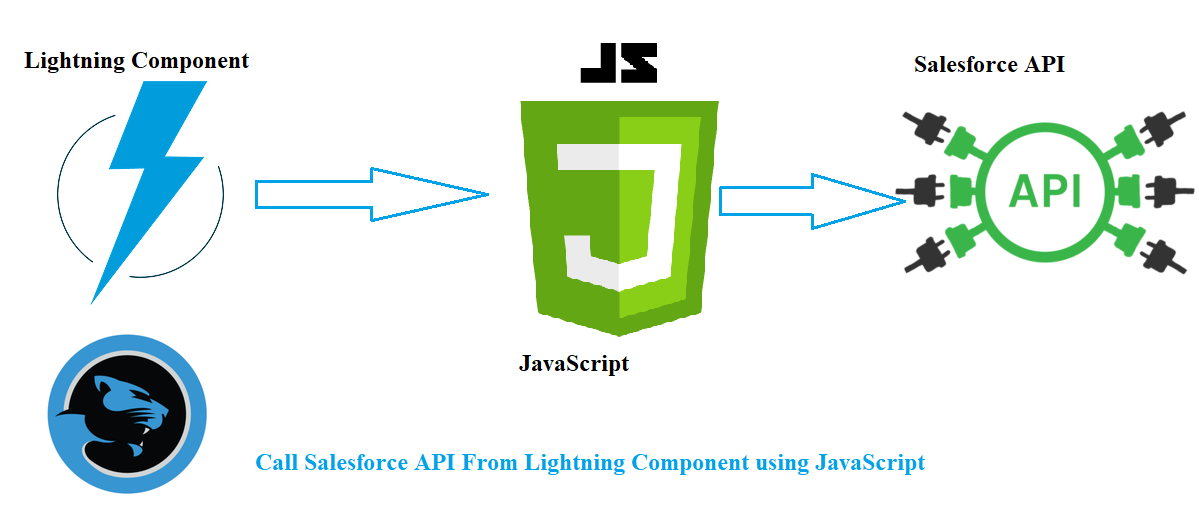 Lightning Component
JS
Salesforce API
API
JavaScript
Call Salesforce API From Lightning Component using JavaScript